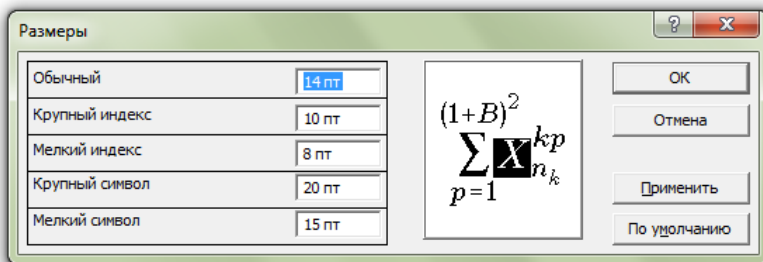 Размеры
Обычный 14 пт
Крупный индекс 10 пт
Мелкий индекс 8 пт
Крупный символ 20 пт
Мелкий символ 15 пт
(1+B)²
∑ X kp
n_k
p=1
OK
Отмена
Применить
По умолчанию